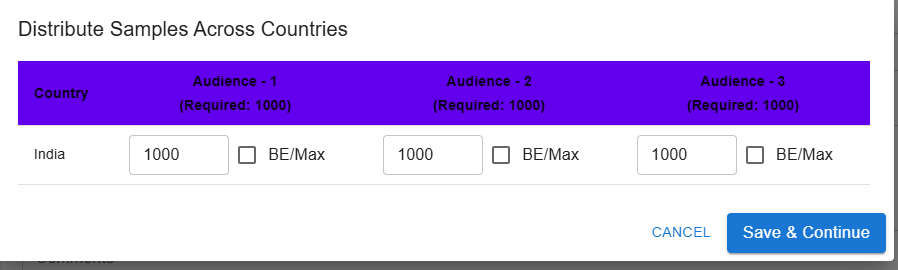 Distribute Samples Across Countries
Country Audience - 1 Audience - 2 Audience - 3
(Required: 1000) (Required: 1000) (Required: 1000)
India 1000 BE/Max 1000 BE/Max 1000 BE/Max
CANCEL Save & Continue